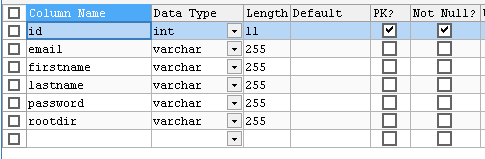 Column Name Data Type Length Default PK? Not Null?
id int 11
email varchar 255
firstname varchar 255
lastname varchar 255
password varchar 255
rootdir varchar 255